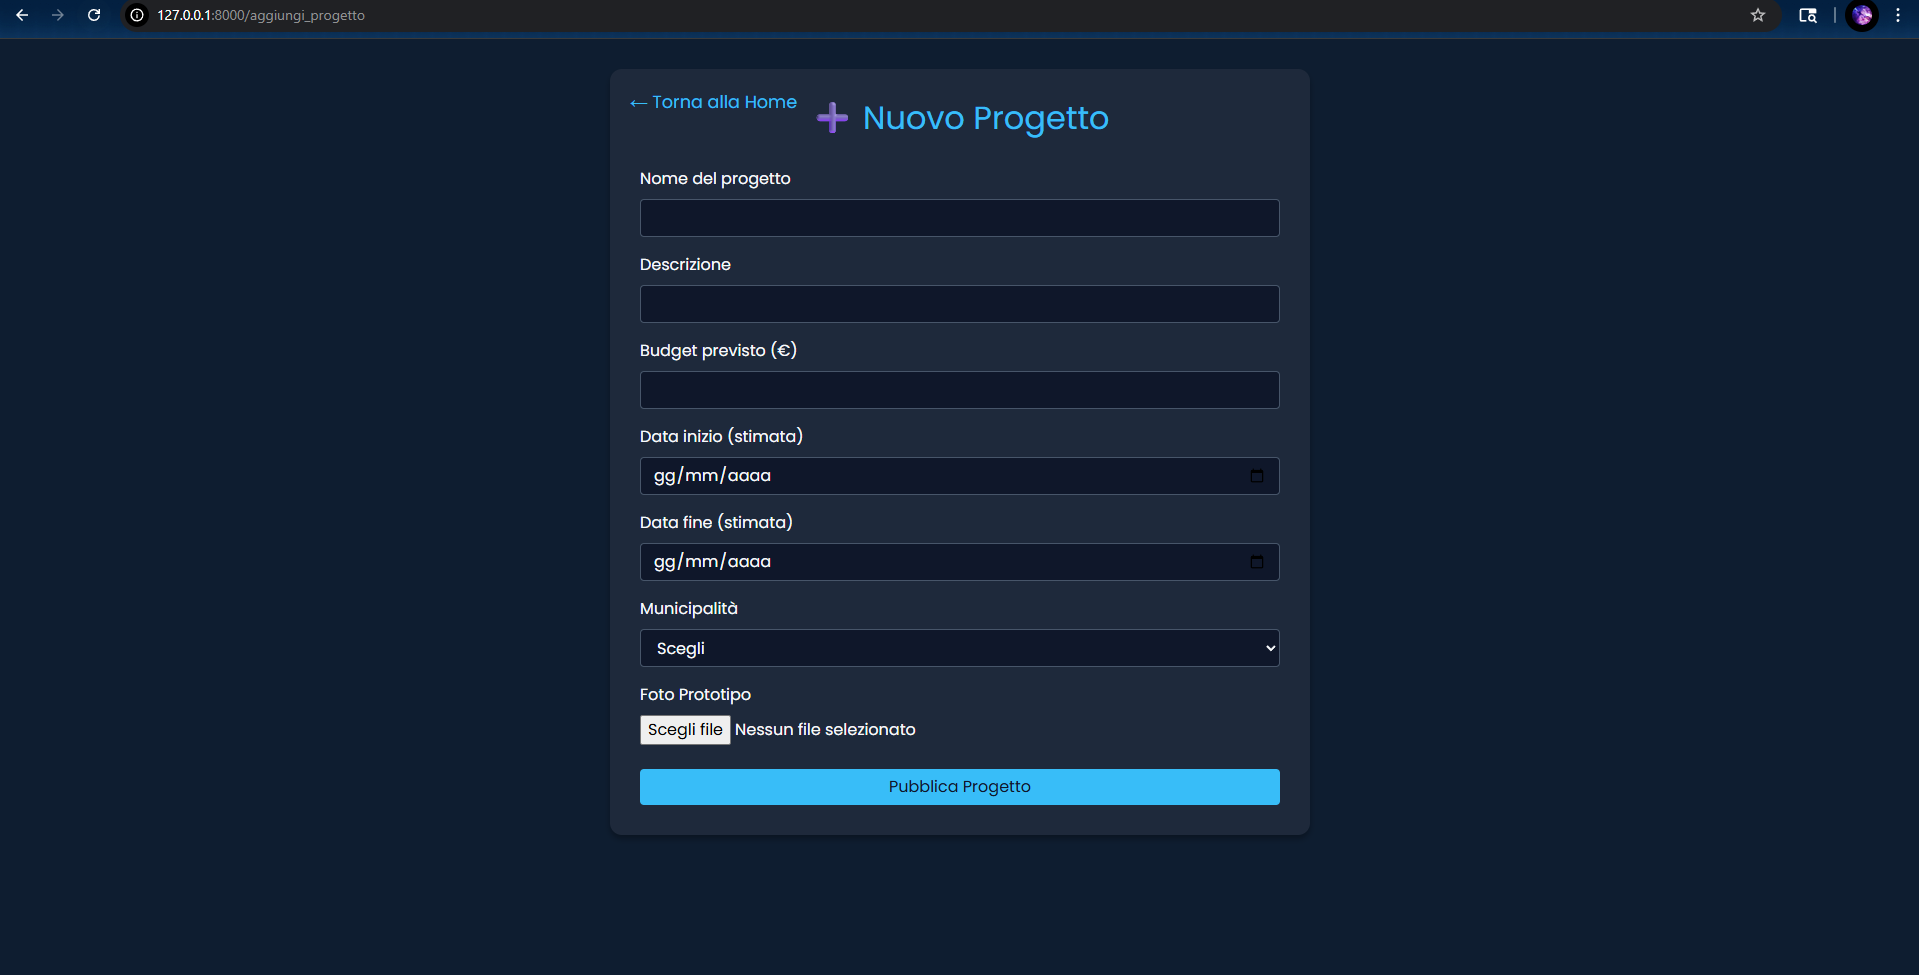 127.0.0.1:8000/aggiungi_progetto
← Torna alla Home
➕ Nuovo Progetto
Nome del progetto
Descrizione
Budget previsto (€)
Data inizio (stimata)
gg/mm/aaaa
Data fine (stimata)
gg/mm/aaaa
Municipalità
Scegli
Foto Prototipo
Scegli file Nessun file selezionato
Pubblica Progetto